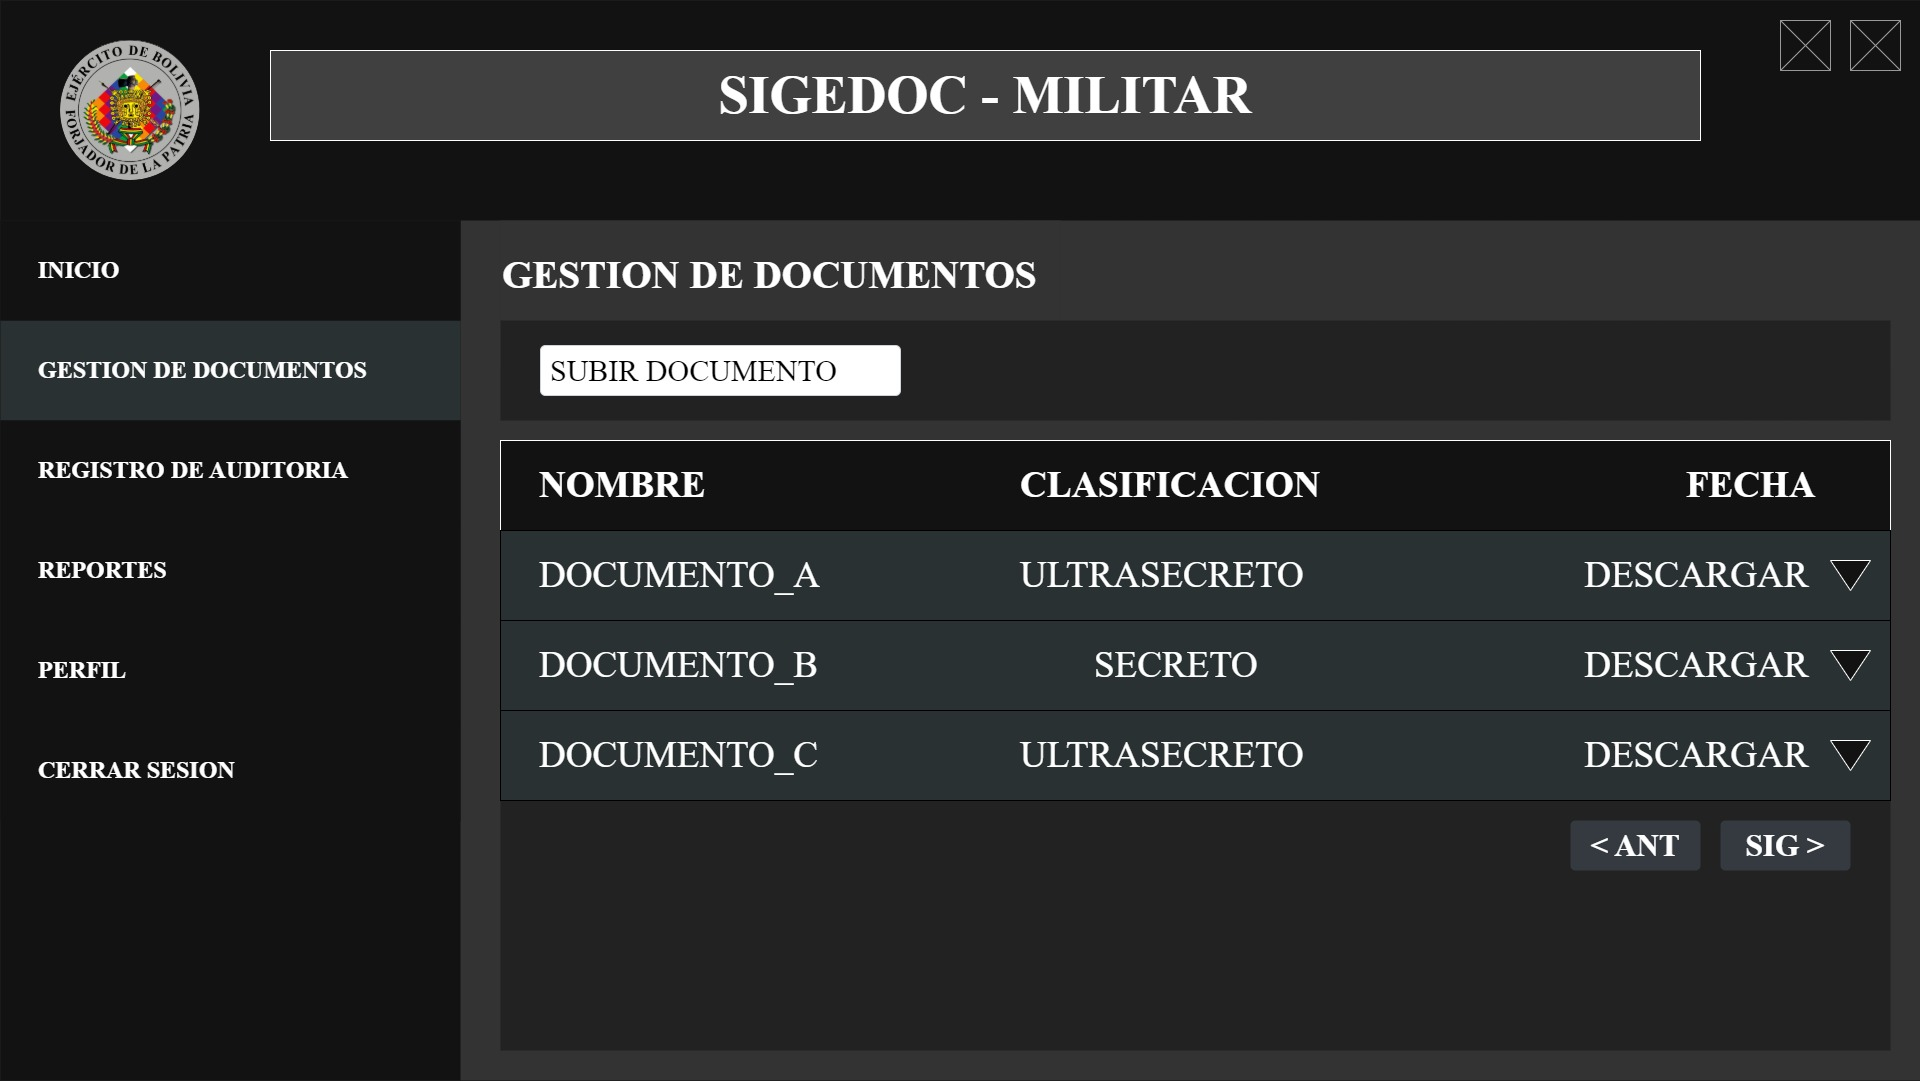 EJÉRCITO DE BOLIVIA
FORJADOR DE LA PATRIA
SIGEDOC - MILITAR
INICIO
GESTION DE DOCUMENTOS
REGISTRO DE AUDITORIA
REPORTES
PERFIL
CERRAR SESION
GESTION DE DOCUMENTOS
SUBIR DOCUMENTO
NOMBRE CLASIFICACION FECHA
DOCUMENTO_A ULTRASECRETO DESCARGAR
DOCUMENTO_B SECRETO DESCARGAR
DOCUMENTO_C ULTRASECRETO DESCARGAR
< ANT SIG >